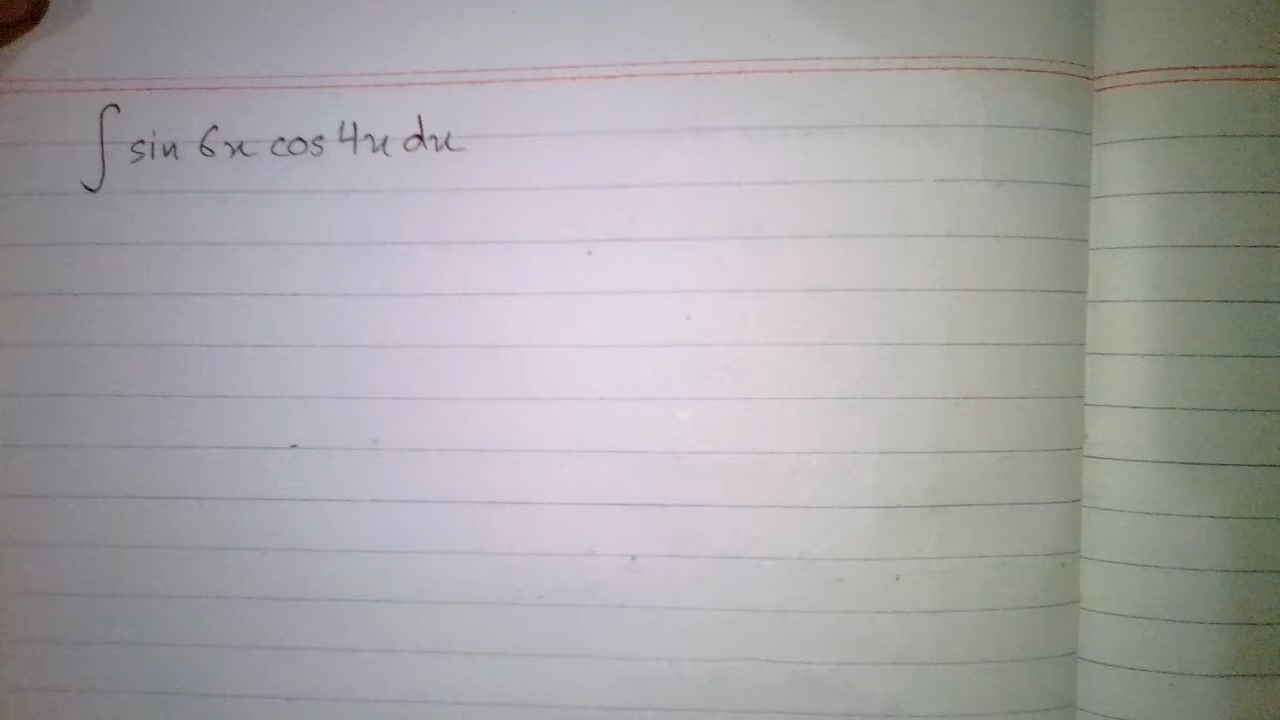 ∫ sin 6x cos 4x dx